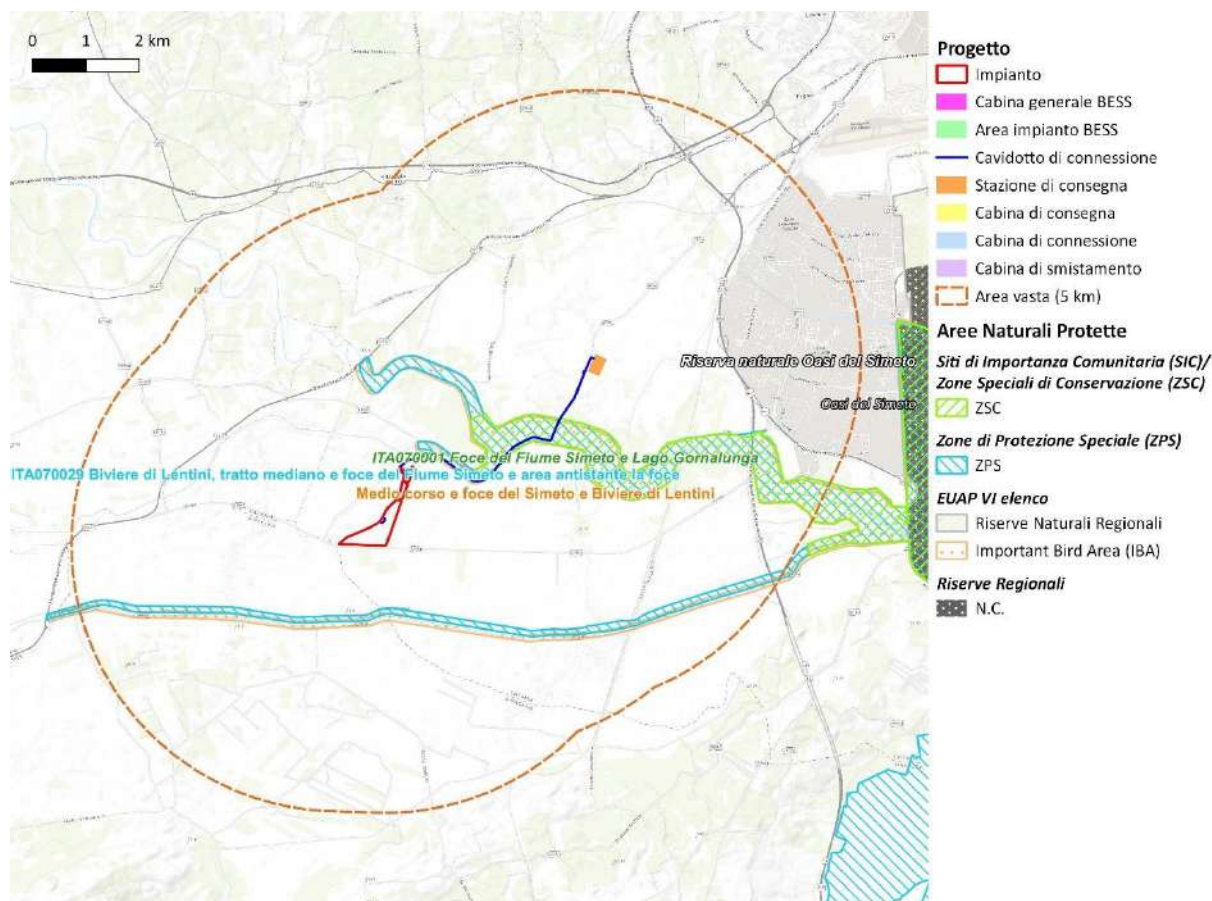 0 1 2 km
Riserva naturale Oasi del Simeto
Oasi del Simeto
ITA070001 Foce del Fiume Simeto e Lago Gornalunga
ITA070029 Biviere di Lentini, tratto mediano e foce del Fiume Simeto e area antistante la foce
Medio corso e foce del Simeto e Biviere di Lentini
Progetto
Impianto
Cabina generale BESS
Area impianto BESS
Cavidotto di connessione
Stazione di consegna
Cabina di consegna
Cabina di connessione
Cabina di smistamento
Area vasta (5 km)
Aree Naturali Protette
Siti di Importanza Comunitaria (SIC)/
Zone Speciali di Conservazione (ZSC)
ZSC
Zone di Protezione Speciale (ZPS)
ZPS
EUAP VI elenco
Riserve Naturali Regionali
Important Bird Area (IBA)
Riserve Regionali
N.C.